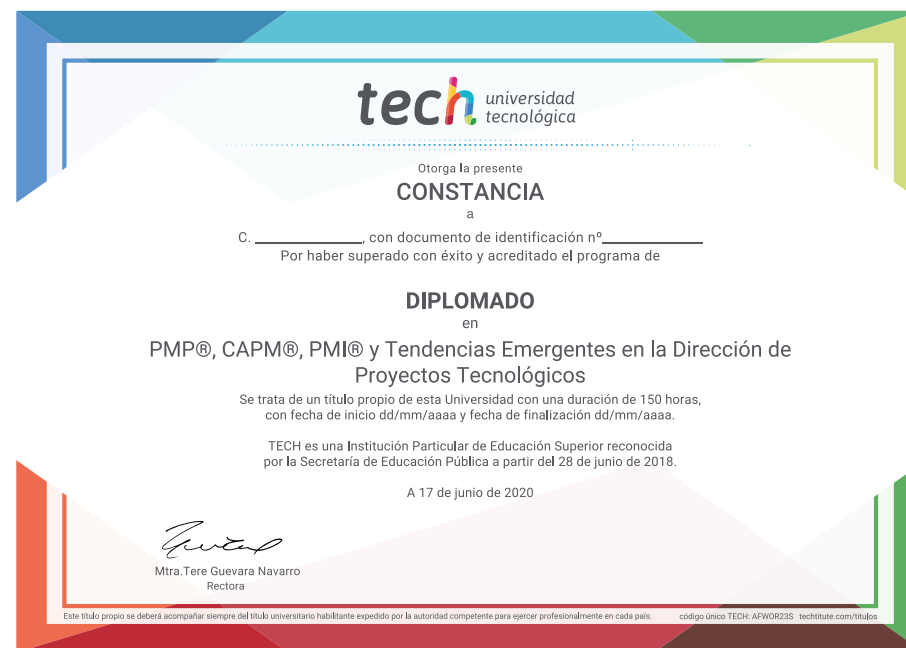 tech universidad
tecnológica
Otorga la presente
CONSTANCIA
a
C. ____________, con documento de identificación nº____________
Por haber superado con éxito y acreditado el programa de
DIPLOMADO
en
PMP®, CAPM®, PMI® y Tendencias Emergentes en la Dirección de
Proyectos Tecnológicos
Se trata de un título propio de esta Universidad con una duración de 150 horas,
con fecha de inicio dd/mm/aaaa y fecha de finalización dd/mm/aaaa.
TECH es una Institución Particular de Educación Superior reconocida
por la Secretaría de Educación Pública a partir del 28 de junio de 2018.
A 17 de junio de 2020
Mtra.Tere Guevara Navarro
Rectora
Este título propio se deberá acompañar siempre del título universitario habilitante expedido por la autoridad competente para ejercer profesionalmente en cada país. código único TECH: AFWOR23S techtitute.com/titulos